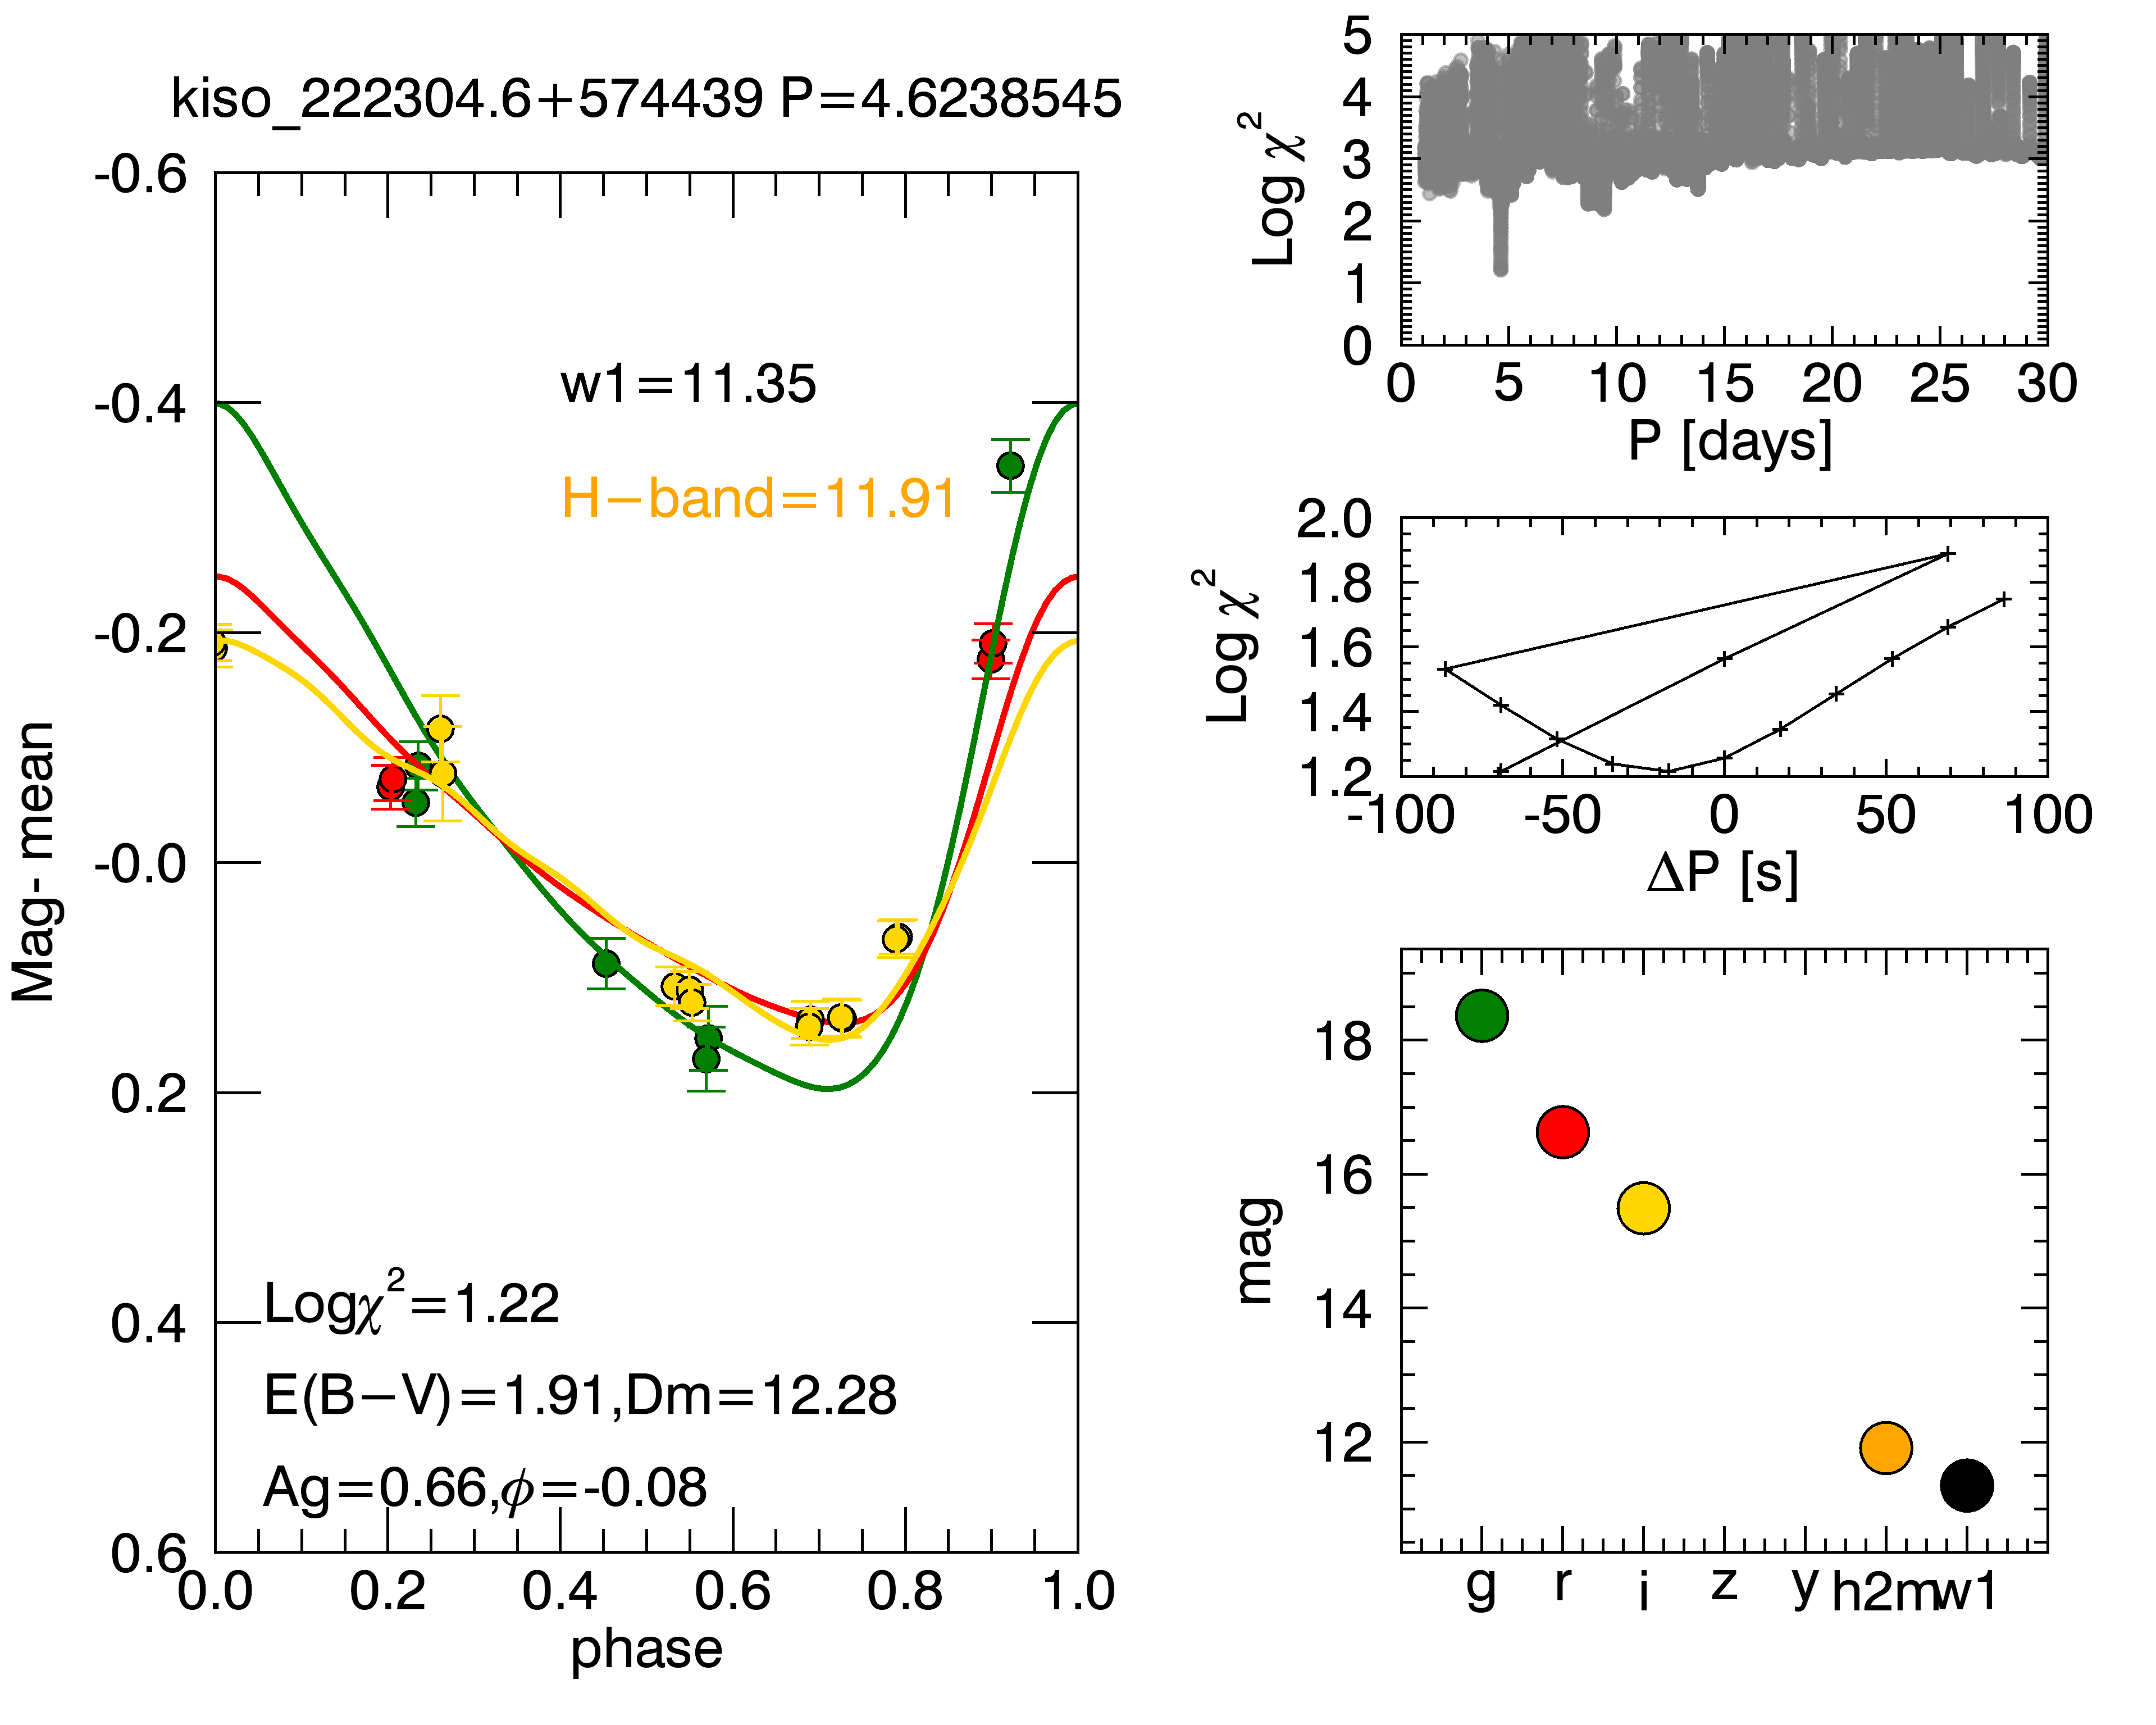 kiso_222304.6+574439 P=4.6238545
-0.6
-0.4
-0.2
-0.0
0.2
0.4
0.6
Mag- mean
w1=11.35
H-band=11.91
Logχ²=1.22
E(B-V)=1.91,Dm=12.28
Ag=0.66,ϕ=-0.08
0.0 0.2 0.4 0.6 0.8 1.0
phase
5
4
3
2
1
0
Log χ²
0 5 10 15 20 25 30
P [days]
2.0
1.8
1.6
1.4
1.2
Log χ²
-100 -50 0 50 100
ΔP [s]
18
16
14
12
mag
g r i z y h2m w1